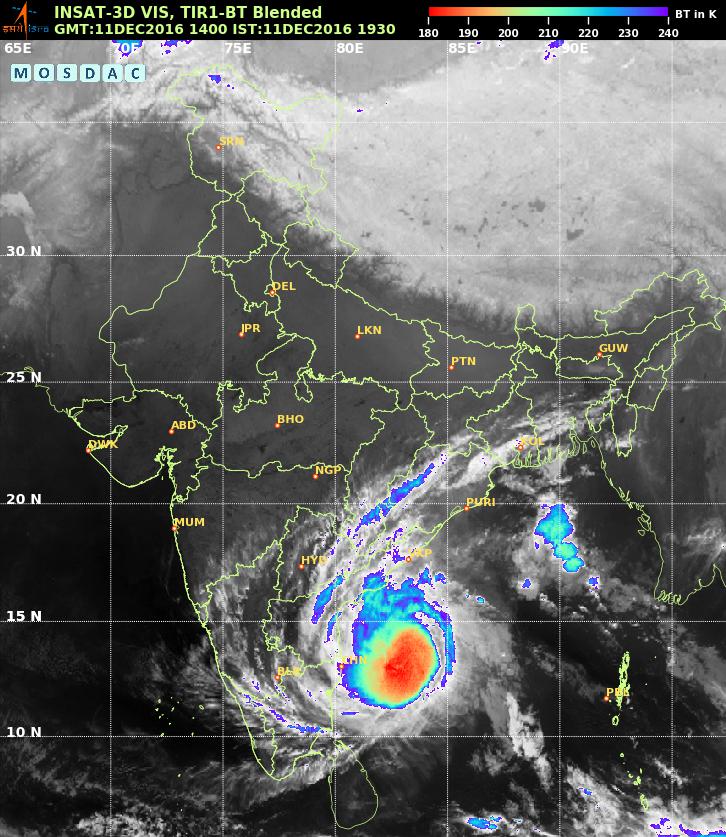 INSAT-3D VIS, TIR1-BT Blended
GMT:11DEC2016 1400 IST:11DEC2016 1930
BT in K
180 190 200 210 220 230 240
65E 70E 75E 80E 85E 90E
MOSDAC
SRN
30 N
DEL
JPR
LKN
PTN
GUW
25 N
ABD
BHO
DWK
KOL
NGP
20 N
PURI
MUM
HYD
15 N
CHN
BLR
PBL
10 N